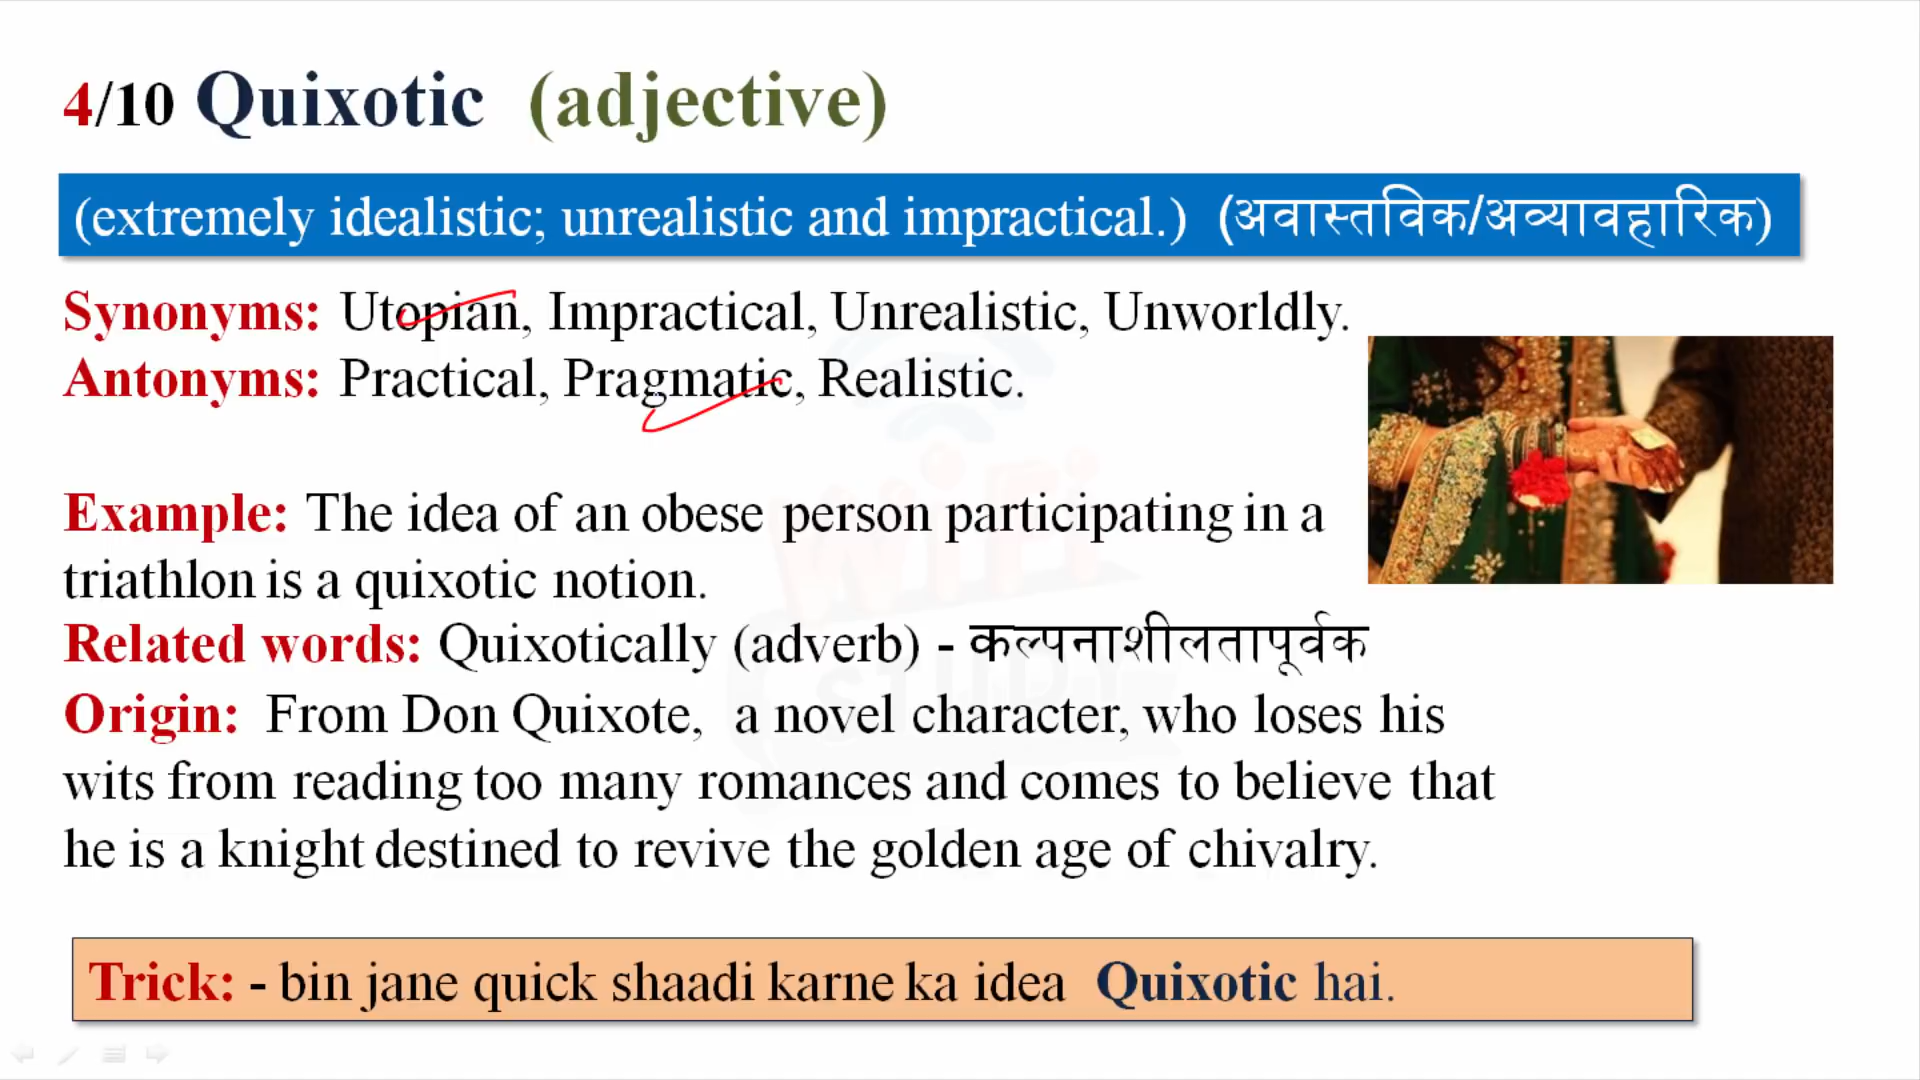 4/10 Quixotic (adjective)
(extremely idealistic; unrealistic and impractical.) (अवास्तविक/अव्यावहारिक)
Synonyms: Utopian, Impractical, Unrealistic, Unworldly.
Antonyms: Practical, Pragmatic, Realistic.
Example: The idea of an obese person participating in a
triathlon is a quixotic notion.
Related words: Quixotically (adverb) - कल्पनाशीलतापूर्वक
Origin: From Don Quixote, a novel character, who loses his
wits from reading too many romances and comes to believe that
he is a knight destined to revive the golden age of chivalry.
Trick: - bin jane quick shaadi karne ka idea Quixotic hai.
WiFi
STUDY